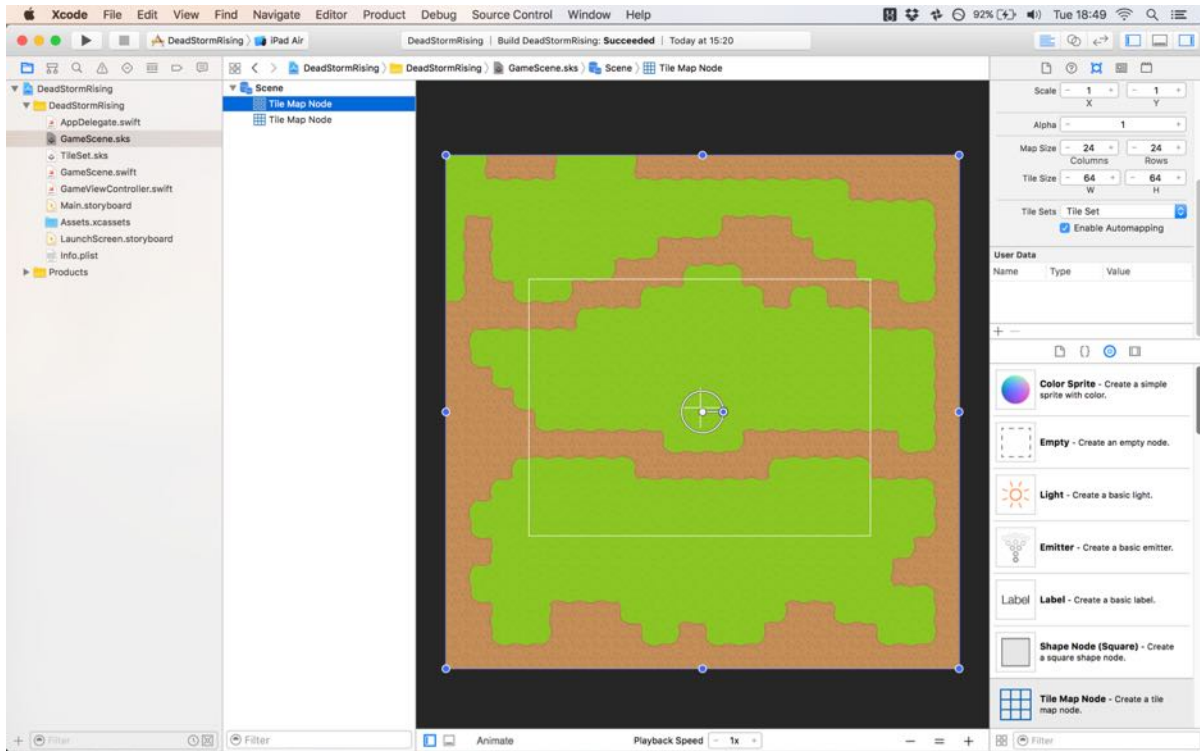 Xcode File Edit View Find Navigate Editor Product Debug Source Control Window Help 92% Tue 18:49
DeadStormRising iPad Air DeadStormRising | Build DeadStormRising: Succeeded | Today at 15:20
DeadStormRising DeadStormRising GameScene.sks Scene Tile Map Node
DeadStormRising
DeadStormRising
AppDelegate.swift
GameScene.sks
TileSet.sks
GameScene.swift
GameViewController.swift
Main.storyboard
Assets.xcassets
LaunchScreen.storyboard
Info.plist
Products
Scene
Tile Map Node
Tile Map Node
Scale - 1 + - 1 +
X Y
Alpha - 1 +
Map Size - 24 + - 24 +
Columns Rows
Tile Size - 64 + - 64 +
W H
Tile Sets Tile Set
Enable Automapping
User Data
Name Type Value
+ −
{}
Color Sprite - Create a simple
sprite with color.
Empty - Create an empty node.
Light - Create a basic light.
Emitter - Create a basic emitter.
Label Label - Create a basic label.
Shape Node (Square) - Create
a square shape node.
Tile Map Node - Create a tile
map node.
+ Filter Filter Animate Playback Speed - 1x + − = + Filter